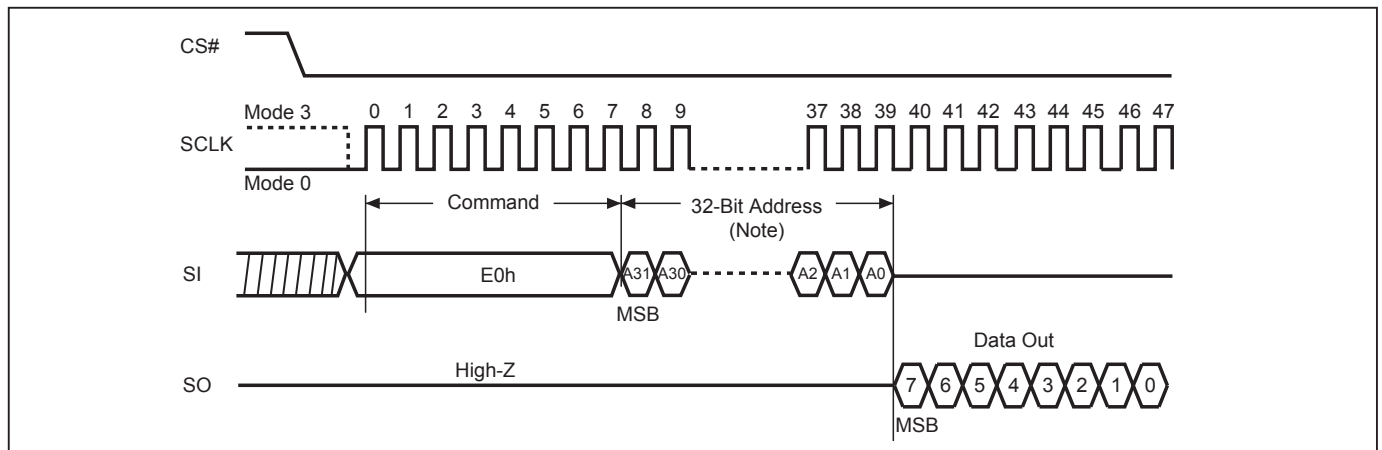 CS#
Mode 3 0 1 2 3 4 5 6 7 8 9 37 38 39 40 41 42 43 44 45 46 47
SCLK
Mode 0
Command 32-Bit Address
(Note)
SI E0h A31 A30 A2 A1 A0
MSB
Data Out
High-Z
SO 7 6 5 4 3 2 1 0
MSB